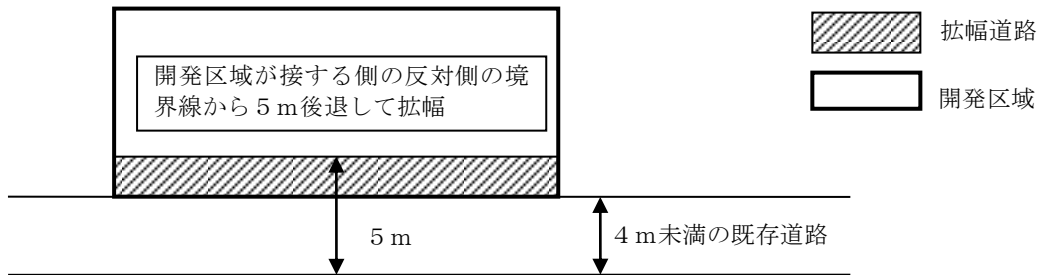 拡幅道路
開発区域が接する側の反対側の境
界線から５ｍ後退して拡幅
開発区域
５ｍ
４ｍ未満の既存道路